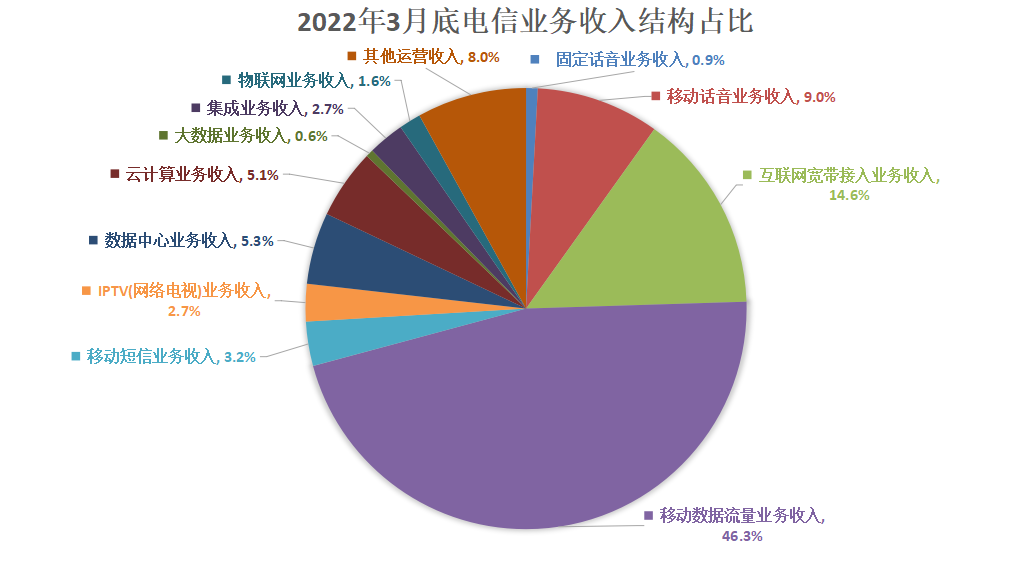 2022年3月底电信业务收入结构占比
其他运营收入, 8.0%
固定话音业务收入, 0.9%
物联网业务收入, 1.6%
移动话音业务收入, 9.0%
集成业务收入, 2.7%
大数据业务收入, 0.6%
云计算业务收入, 5.1%
互联网宽带接入业务收入,
14.6%
数据中心业务收入, 5.3%
IPTV(网络电视)业务收入,
2.7%
移动短信业务收入, 3.2%
移动数据流量业务收入,
46.3%